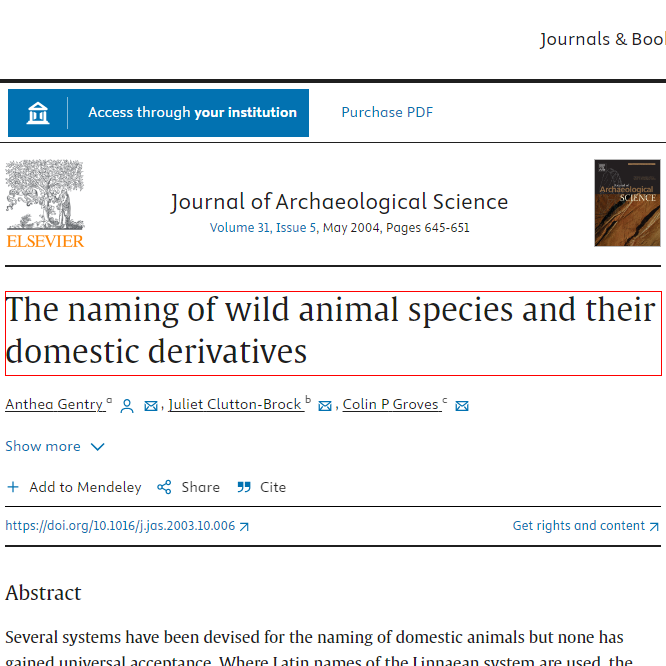 Journals & Boo
Access through your institution
Purchase PDF
ELSEVIER
Journal of Archaeological Science
Volume 31, Issue 5, May 2004, Pages 645-651
Journal of
Archaeological
SCIENCE
The naming of wild animal species and their
domestic derivatives
Anthea Gentry a, Juliet Clutton-Brock b, Colin P Groves c
Show more
+ Add to Mendeley Share Cite
https://doi.org/10.1016/j.jas.2003.10.006
Get rights and content
Abstract
Several systems have been devised for the naming of domestic animals but none has
gained universal acceptance. Where Latin names of the Linnaean system are used, the